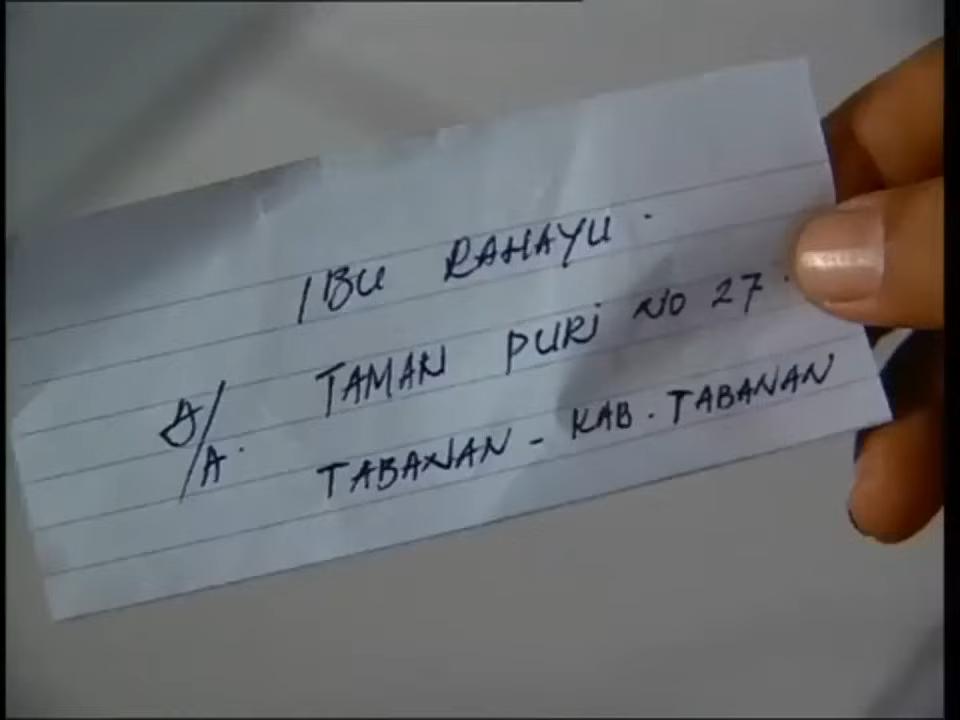 IBU RAHAYU.
D/A. TAMAN PURi NO 27.
TABANAN - KAB. TABANAN